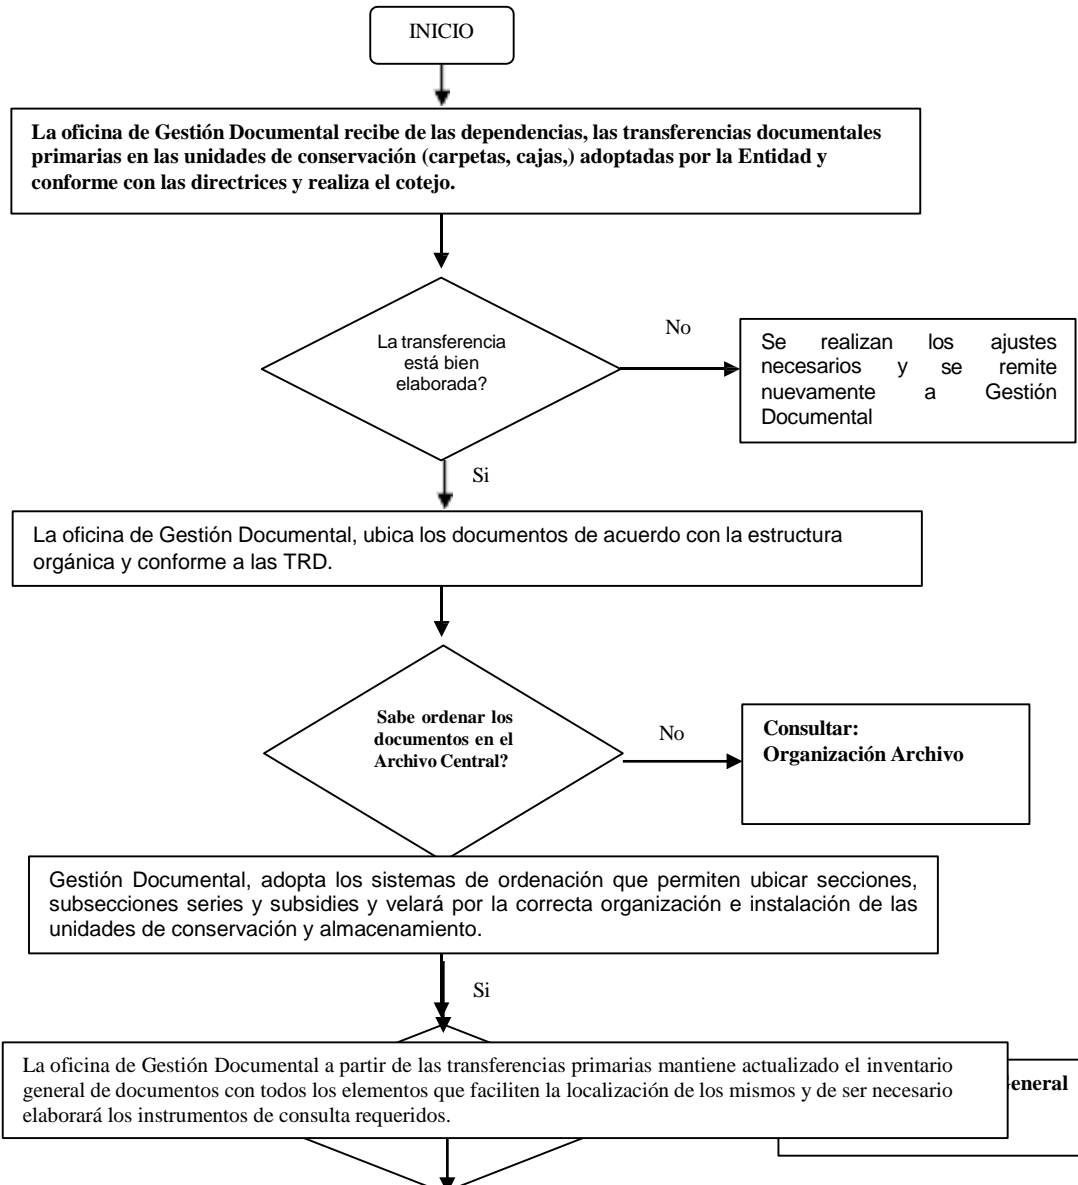 INICIO
La oficina de Gestión Documental recibe de las dependencias, las transferencias documentales
primarias en las unidades de conservación (carpetas, cajas,) adoptadas por la Entidad y
conforme con las directrices y realiza el cotejo.
La transferencia
está bien
elaborada?
No
Se realizan los ajustes
necesarios y se remite
nuevamente a Gestión
Documental
Si
La oficina de Gestión Documental, ubica los documentos de acuerdo con la estructura
orgánica y conforme a las TRD.
Sabe ordenar los
documentos en el
Archivo Central?
No
Consultar:
Organización Archivo
Gestión Documental, adopta los sistemas de ordenación que permiten ubicar secciones,
subsecciones series y subsidies y velará por la correcta organización e instalación de las
unidades de conservación y almacenamiento.
Si
La oficina de Gestión Documental a partir de las transferencias primarias mantiene actualizado el inventario
general de documentos con todos los elementos que faciliten la localización de los mismos y de ser necesario
elaborará los instrumentos de consulta requeridos.